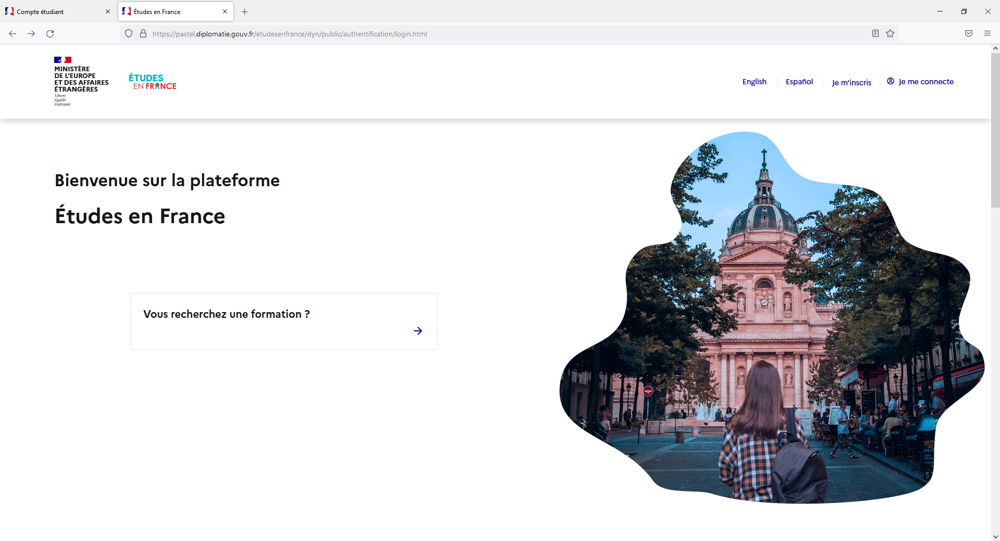 Compte étudiant
Études en France
https://pastel.diplomatie.gouv.fr/etudesenfrance/dyn/public/authentification/login.html
MINISTÈRE
DE L'EUROPE
ET DES AFFAIRES
ÉTRANGÈRES
Liberté
Égalité
Fraternité
ÉTUDES
EN FRANCE
English
Español
Je m'inscris
Je me connecte
Bienvenue sur la plateforme
Études en France
Vous recherchez une formation ?